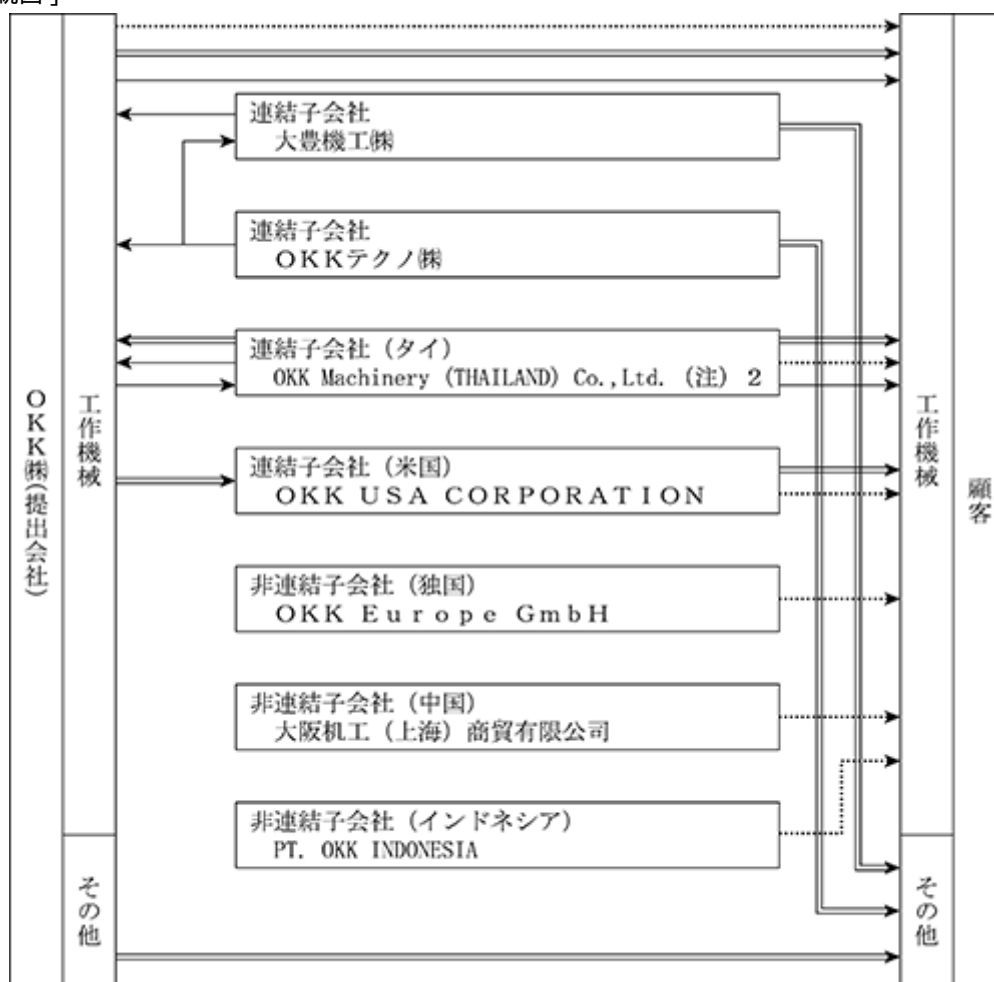 統図]
OKK㈱(提出会社)
工作機械
その他
連結子会社
大豊機工㈱
連結子会社
OKKテクノ㈱
連結子会社（タイ）
OKK Machinery (THAILAND) Co.,Ltd. (注) 2
連結子会社（米国）
OKK USA CORPORATION
非連結子会社（独国）
OKK Europe GmbH
非連結子会社（中国）
大阪机工（上海）商貿有限公司
非連結子会社（インドネシア）
PT. OKK INDONESIA
工作機械
その他
顧客